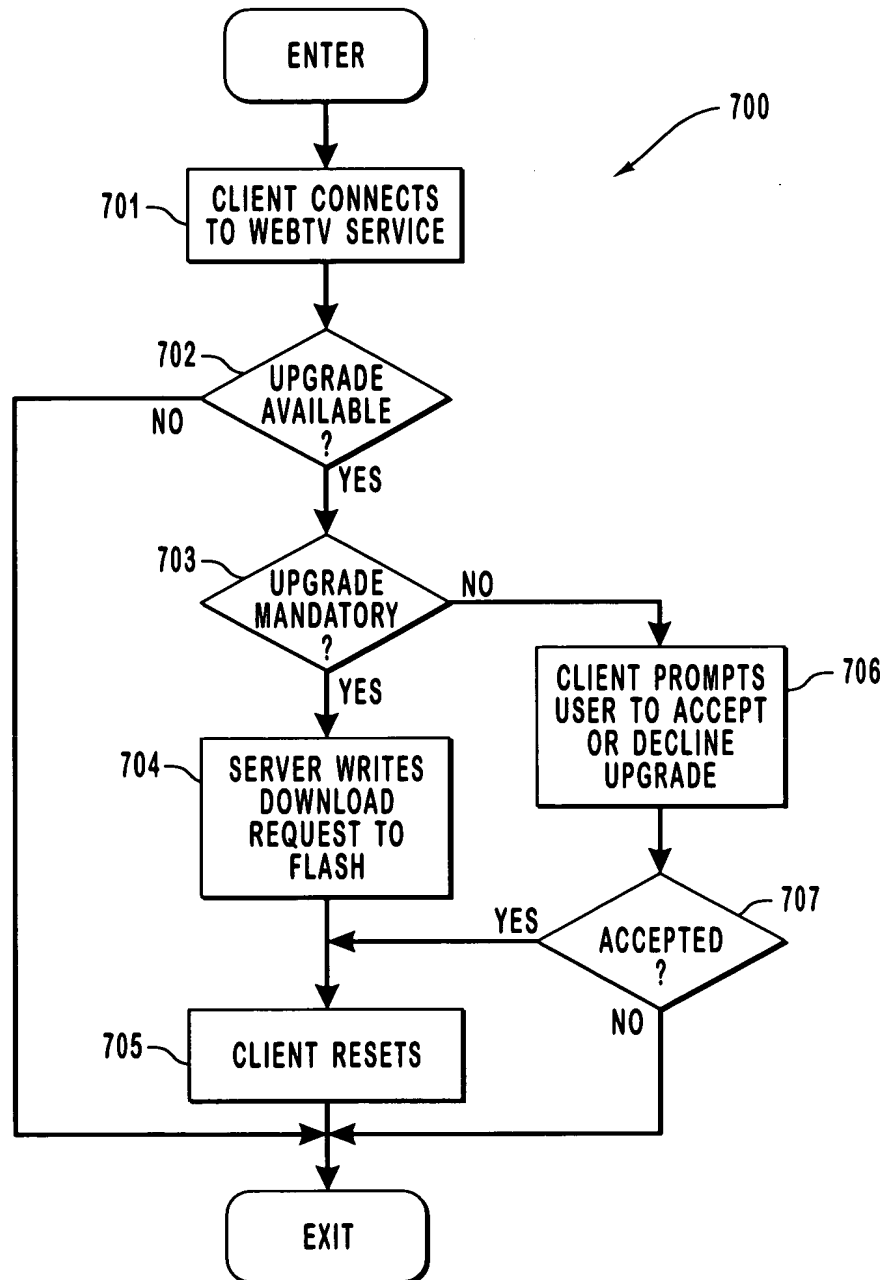 ENTER
700
701
CLIENT CONNECTS
TO WEBTV SERVICE
702
UPGRADE
AVAILABLE
?
NO
YES
703
UPGRADE
MANDATORY
?
NO
YES
706
CLIENT PROMPTS
USER TO ACCEPT
OR DECLINE
UPGRADE
704
SERVER WRITES
DOWNLOAD
REQUEST TO
FLASH
707
YES
ACCEPTED
?
NO
705
CLIENT RESETS
EXIT